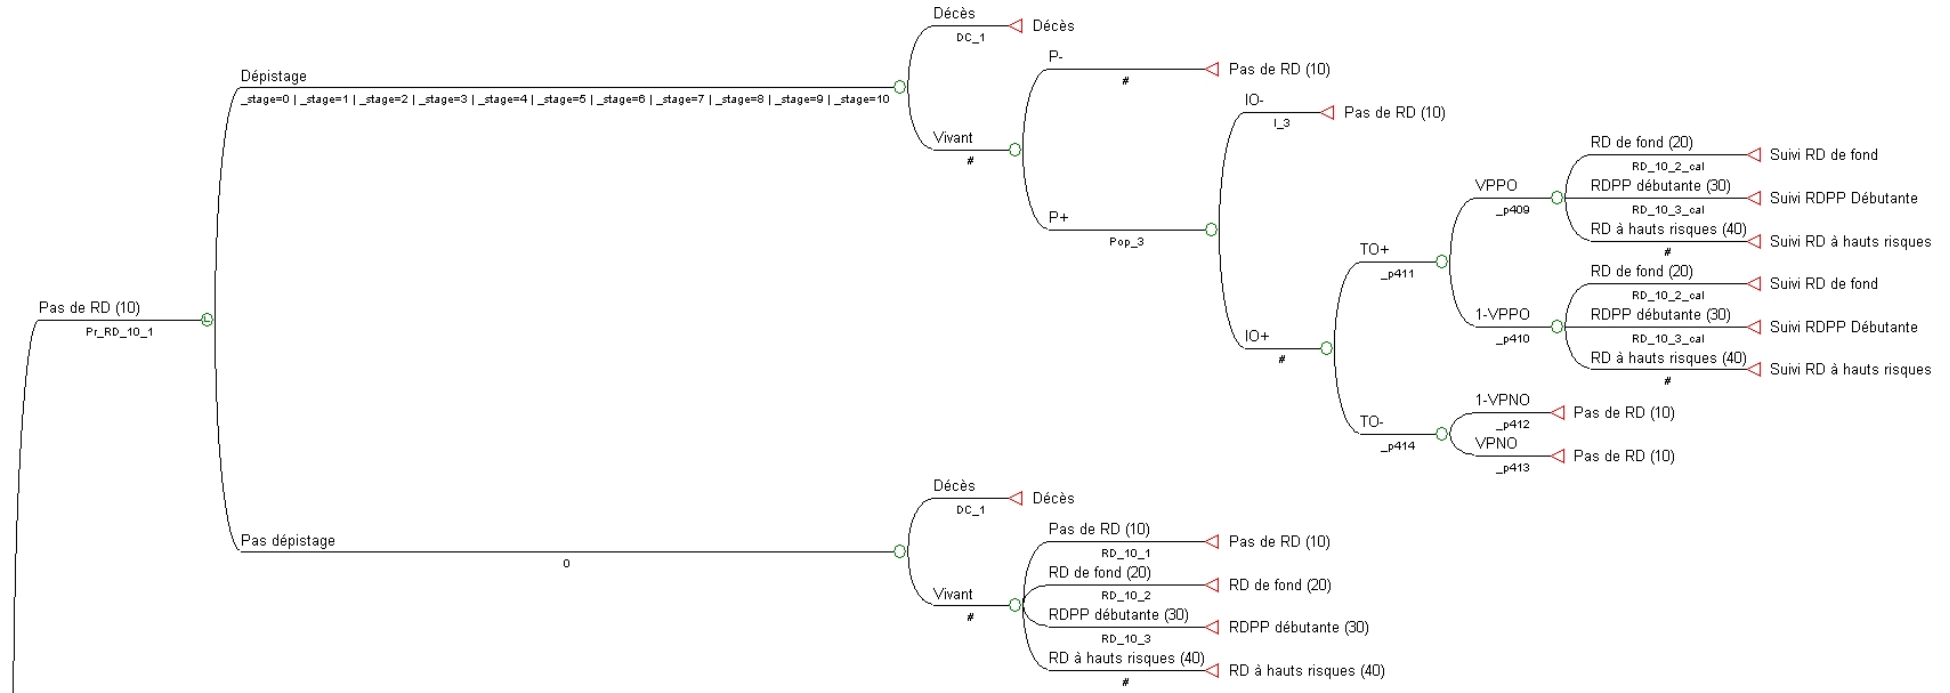 Décès
DC_1
Décès
P-
#
Pas de RD (10)
Dépistage
_stage=0 | _stage=1 | _stage=2 | _stage=3 | _stage=4 | _stage=5 | _stage=6 | _stage=7 | _stage=8 | _stage=9 | _stage=10
IO-
I_3
Pas de RD (10)
Vivant
#
RD de fond (20)
RD_10_2_cal
Suivi RD de fond
VPPO
_p409
RDPP débutante (30)
RD_10_3_cal
Suivi RDPP Débutante
P+
Pop_3
RD à hauts risques (40)
#
Suivi RD à hauts risques
TO+
_p411
RD de fond (20)
RD_10_2_cal
Suivi RD de fond
Pas de RD (10)
Pr_RD_10_1
1-VPPO
_p410
RDPP débutante (30)
RD_10_3_cal
Suivi RDPP Débutante
IO+
#
RD à hauts risques (40)
#
Suivi RD à hauts risques
1-VPNO
_p412
Pas de RD (10)
TO-
_p414
VPNO
_p413
Pas de RD (10)
Décès
DC_1
Décès
Pas dépistage
0
Pas de RD (10)
RD_10_1
Pas de RD (10)
RD de fond (20)
RD_10_2
RD de fond (20)
Vivant
#
RDPP débutante (30)
RD_10_3
RDPP débutante (30)
RD à hauts risques (40)
#
RD à hauts risques (40)